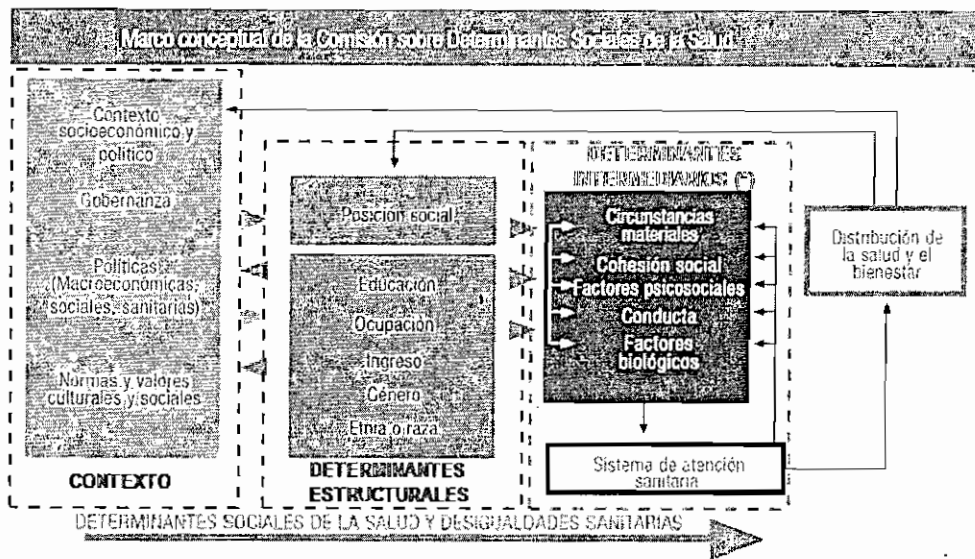 Marco conceptual de la Comisión sobre Determinantes Sociales de la Salud
Contexto
socioeconómico y
político
Gobernanza
Políticas
(Macroeconómicas,
sociales, sanitarias)
Normas y valores
culturales y sociales
CONTEXTO
Posición social
Educación
Ocupación
Ingreso
Género
Etnia o raza
DETERMINANTES
ESTRUCTURALES
DETERMINANTES
INTERMEDIARIOS (*)
Circunstancias
materiales
Cohesión social
Factores psicosociales
Conducta
Factores
biológicos
Sistema de atención
sanitaria
Distribución de
la salud y el
bienestar
DETERMINANTES SOCIALES DE LA SALUD Y DESIGUALDADES SANITARIAS